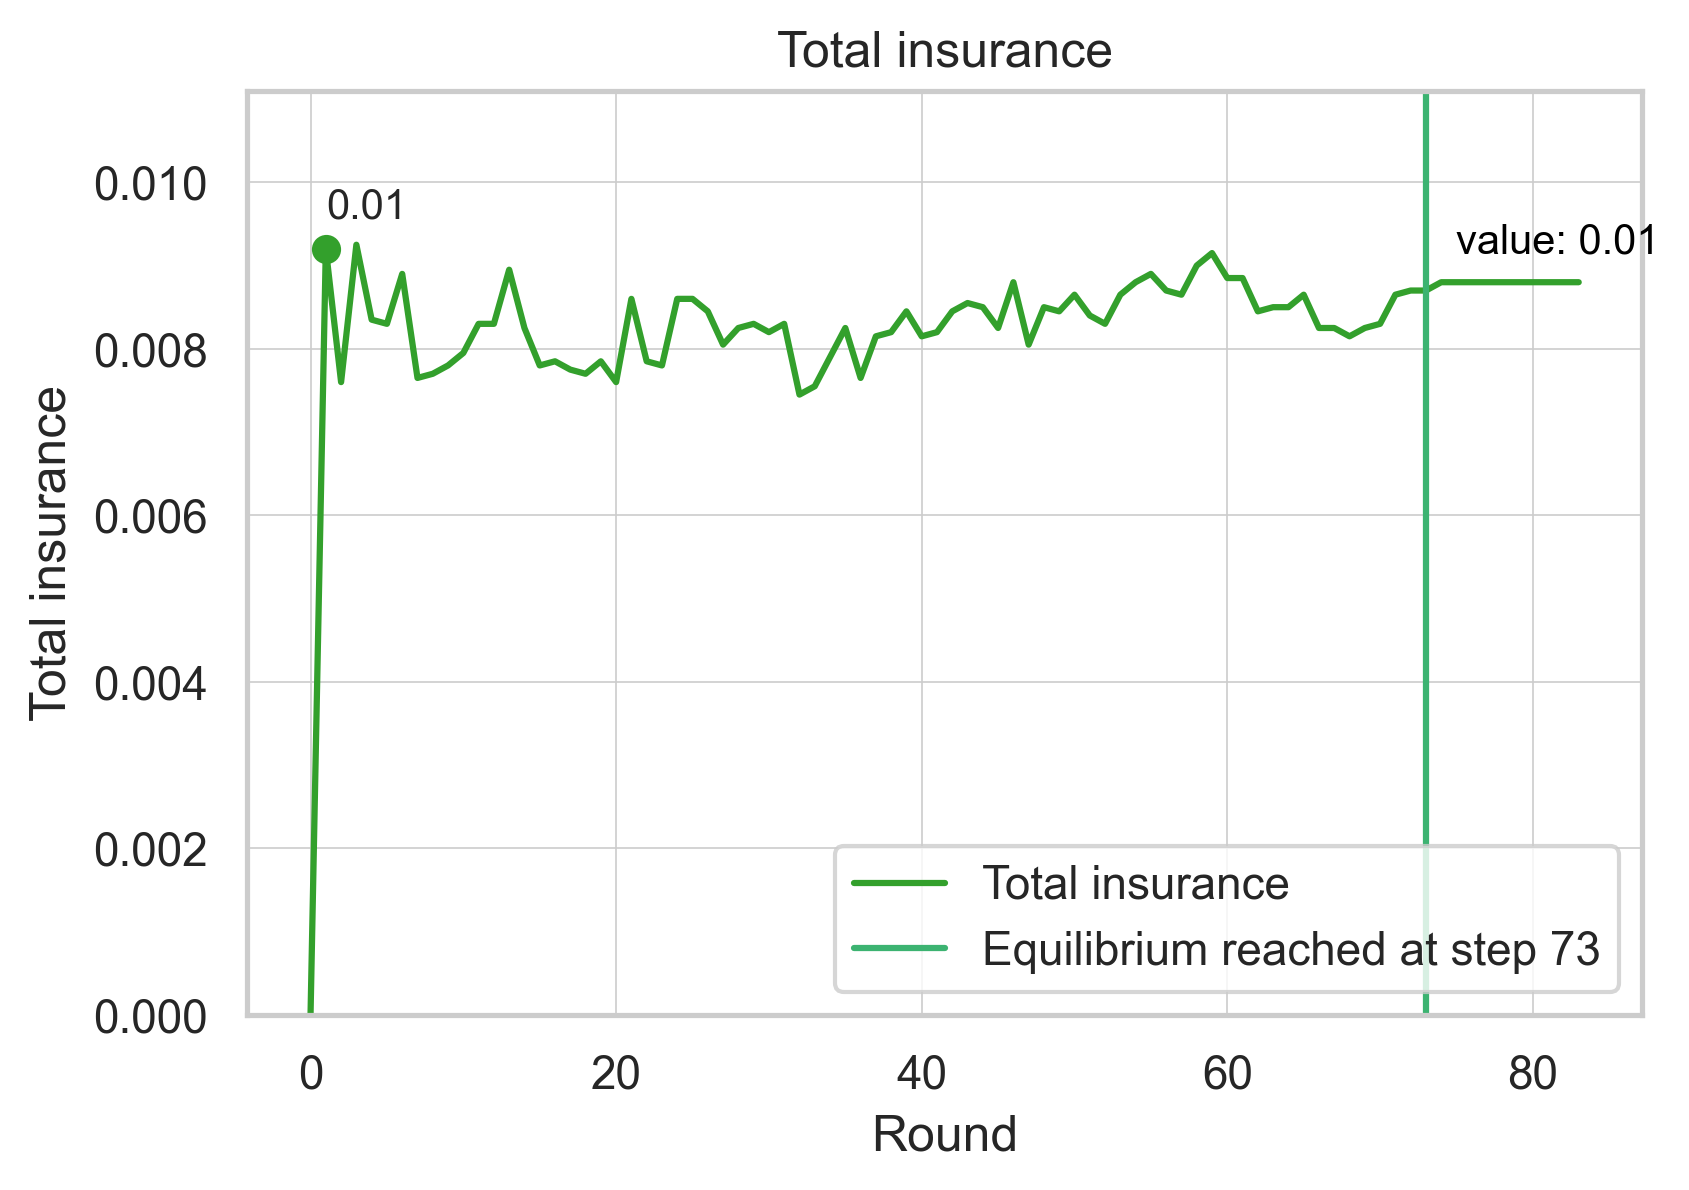 Total insurance
0.01
value: 0.01
0.010
0.008
0.006
0.004
0.002
0.000
Total insurance
Total insurance
Equilibrium reached at step 73
0 20 40 60 80
Round